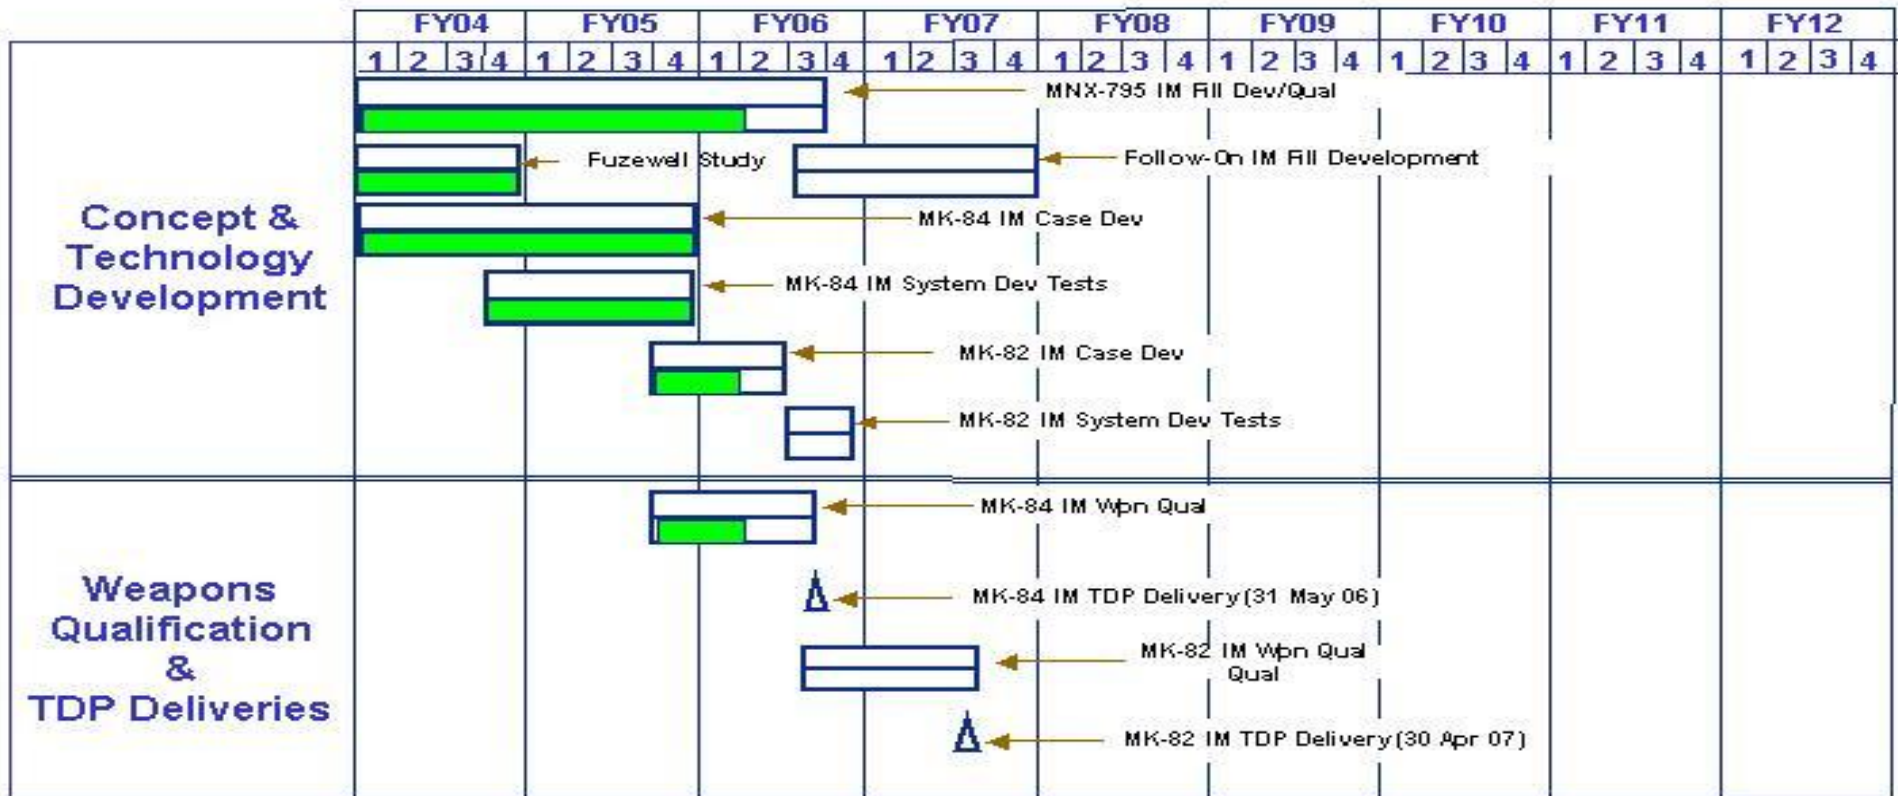 FY04 FY05 FY06 FY07 FY08 FY09 FY10 FY11 FY12
1 2 3 4 1 2 3 4 1 2 3 4 1 2 3 4 1 2 3 4 1 2 3 4 1 2 3 4 1 2 3 4 1 2 3 4
Concept &
Technology
Development
MNX-795 IM Fill Dev/Qual
Fuzewell Study
Follow-On IM Fill Development
MK-84 IM Case Dev
MK-84 IM System Dev Tests
MK-82 IM Case Dev
MK-82 IM System Dev Tests
Weapons
Qualification
&
TDP Deliveries
MK-84 IM Wpn Qual
MK-84 IM TDP Delivery (31 May 06)
MK-82 IM Wpn Qual
Qual
MK-82 IM TDP Delivery (30 Apr 07)